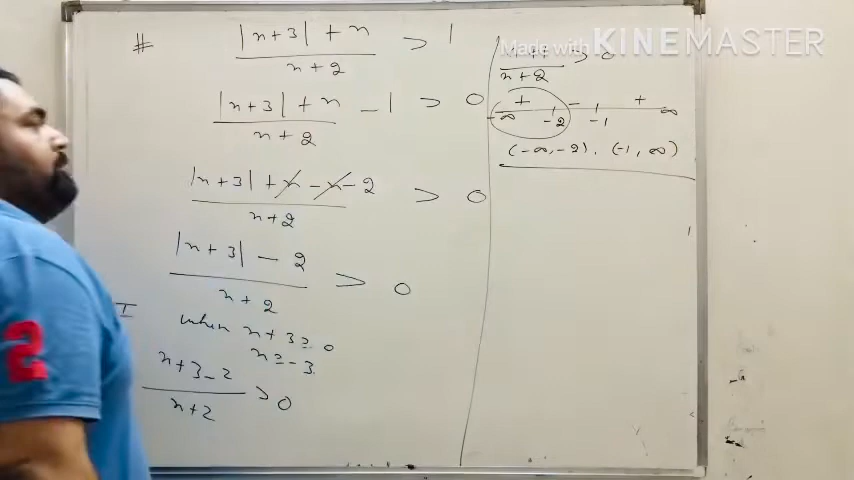 # |x+3| + x / x+2 > 1
|x+3| + x / x+2 - 1 > 0
|x+3| + x - x - 2 / x+2 > 0
|x+3| - 2 / x+2 > 0
I when x+3 ≥ 0
x ≥ -3
x+3-2 / x+2 > 0
Made with KINEMASTER
x+2 > 0
+ - +
-∞ -2 -1 ∞
(-∞, -2) . (-1, ∞)
2